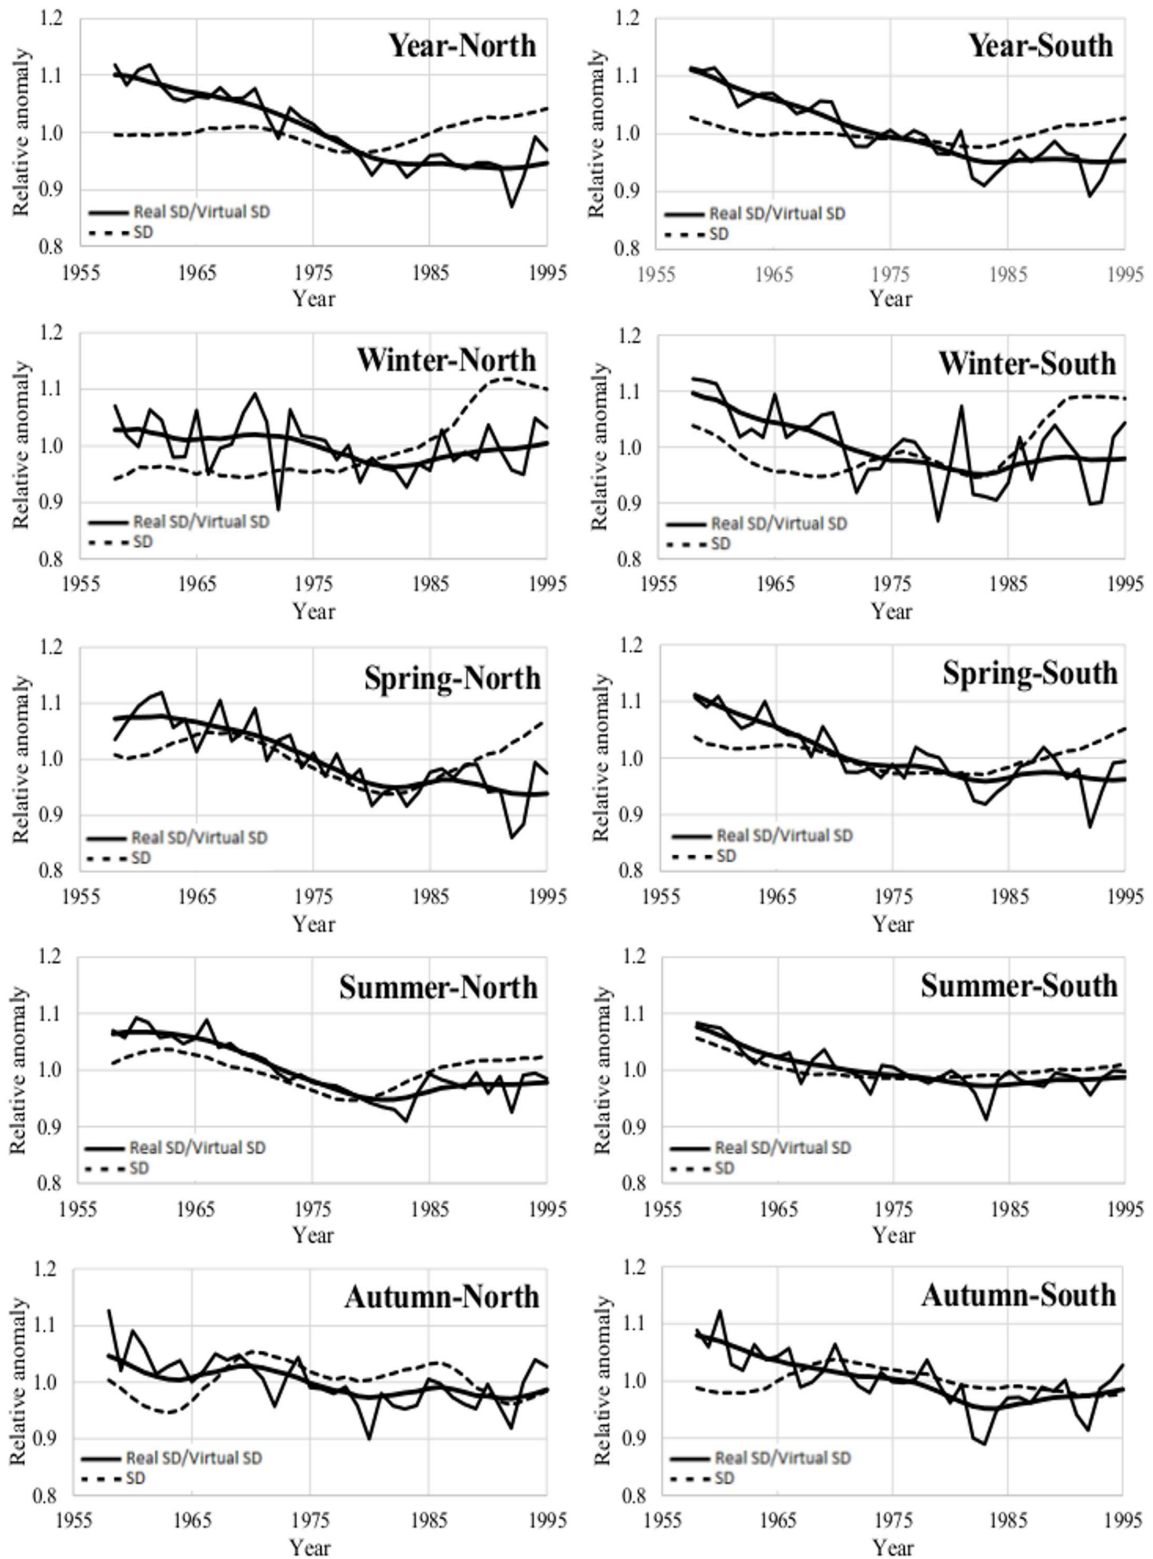 Year-North
Relative anomaly
1.2
1.1
1.0
0.9
0.8
Real SD/Virtual SD
SD
1955 1965 1975 1985 1995
Year
Year-South
Relative anomaly
1.2
1.1
1.0
0.9
0.8
Real SD/Virtual SD
SD
1955 1965 1975 1985 1995
Year
Winter-North
Relative anomaly
1.2
1.1
1.0
0.9
0.8
Real SD/Virtual SD
SD
1955 1965 1975 1985 1995
Year
Winter-South
Relative anomaly
1.2
1.1
1.0
0.9
0.8
Real SD/Virtual SD
SD
1955 1965 1975 1985 1995
Year
Spring-North
Relative anomaly
1.2
1.1
1.0
0.9
0.8
Real SD/Virtual SD
SD
1955 1965 1975 1985 1995
Year
Spring-South
Relative anomaly
1.2
1.1
1.0
0.9
0.8
Real SD/Virtual SD
SD
1955 1965 1975 1985 1995
Year
Summer-North
Relative anomaly
1.2
1.1
1.0
0.9
0.8
Real SD/Virtual SD
SD
1955 1965 1975 1985 1995
Year
Summer-South
Relative anomaly
1.2
1.1
1.0
0.9
0.8
Real SD/Virtual SD
SD
1955 1965 1975 1985 1995
Year
Autumn-North
Relative anomaly
1.2
1.1
1.0
0.9
0.8
Real SD/Virtual SD
SD
1955 1965 1975 1985 1995
Year
Autumn-South
Relative anomaly
1.2
1.1
1.0
0.9
0.8
Real SD/Virtual SD
SD
1955 1965 1975 1985 1995
Year